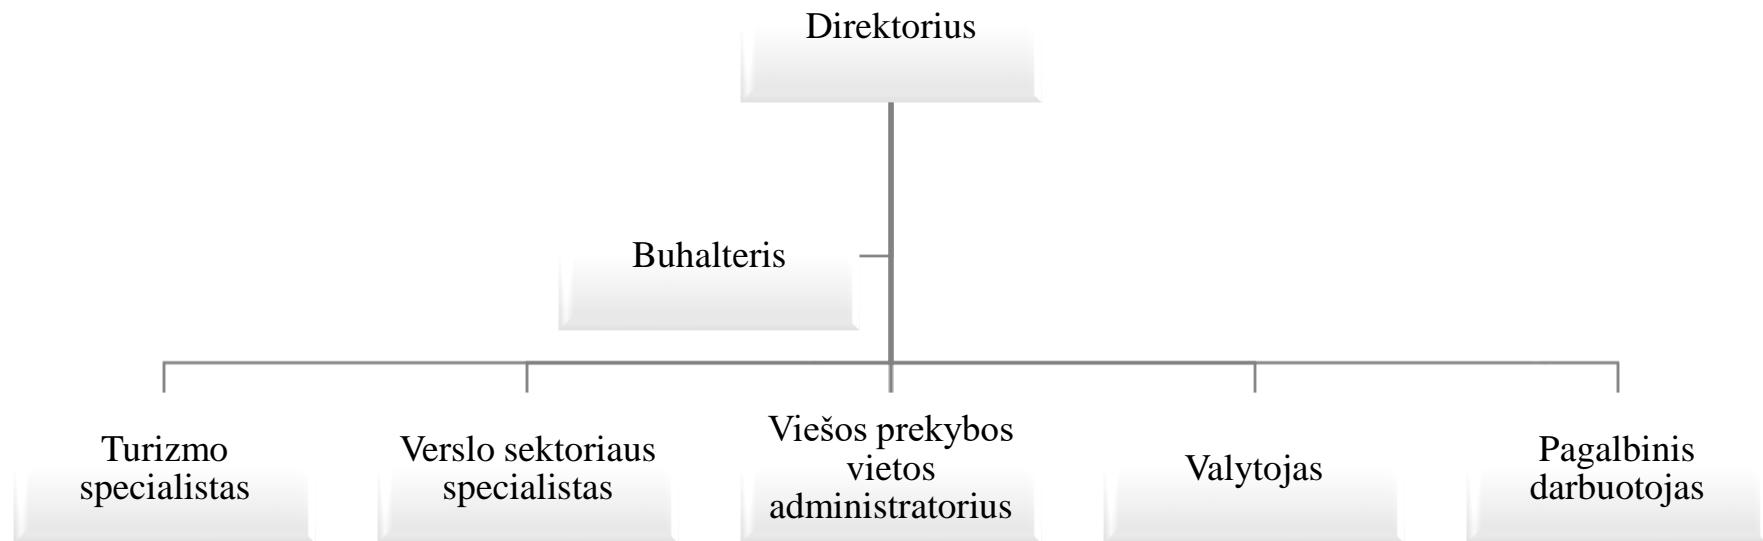 Direktorius
Buhalteris
Turizmo
specialistas
Verslo sektoriaus
specialistas
Viešos prekybos
vietos
administratorius
Valytojas
Pagalbinis
darbuotojas